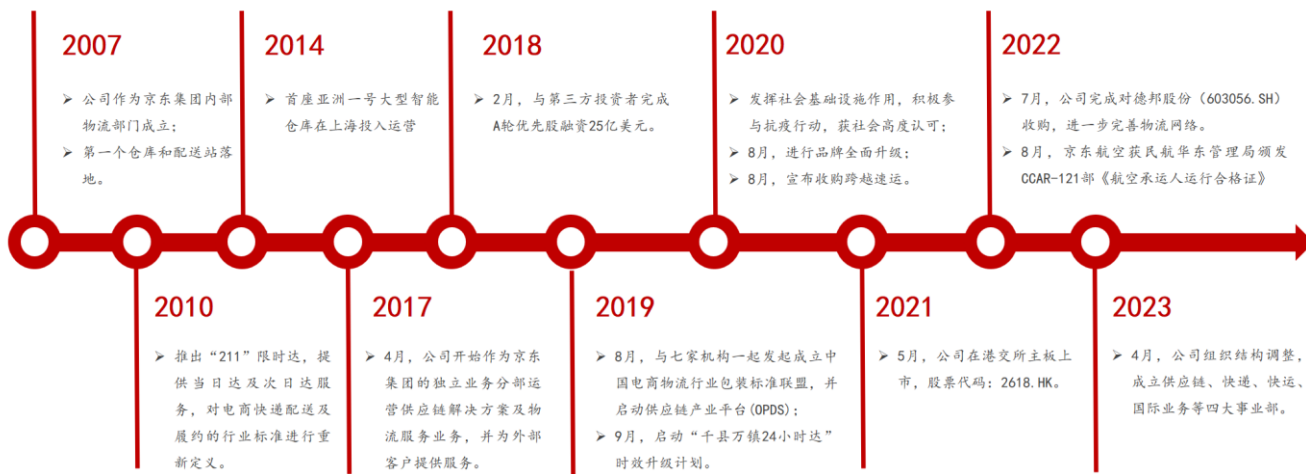 2007
➢ 公司作为京东集团内部
物流部门成立；
➢ 第一个仓库和配送站落
地。
2014
➢ 首座亚洲一号大型智能
仓库在上海投入运营
2018
➢ 2月，与第三方投资者完成
A轮优先股融资25亿美元。
2020
➢ 发挥社会基础设施作用，积极参
与抗疫行动，获社会高度认可；
➢ 8月，进行品牌全面升级；
➢ 8月，宣布收购跨越速运。
2022
➢ 7月，公司完成对德邦股份（603056.SH）
收购，进一步完善物流网络。
➢ 8月，京东航空获民航华东管理局颁发
CCAR-121部《航空承运人运行合格证》
2010
➢ 推出“211”限时达，提
供当日达及次日达服
务，对电商快递配送及
履约的行业标准进行重
新定义。
2017
➢ 4月，公司开始作为京东
集团的独立业务分部运
营供应链解决方案及物
流服务业务，并为外部
客户提供服务。
2019
➢ 8月，与七家机构一起发起成立中
国电商物流行业包装标准联盟，并
启动供应链产业平台(OPDS)；
➢ 9月，启动“千县万镇24小时达”
时效升级计划。
2021
➢ 5月，公司在港交所主板上
市，股票代码：2618.HK。
2023
➢ 4月，公司组织结构调整，
成立供应链、快递、快运、
国际业务等四大事业部。